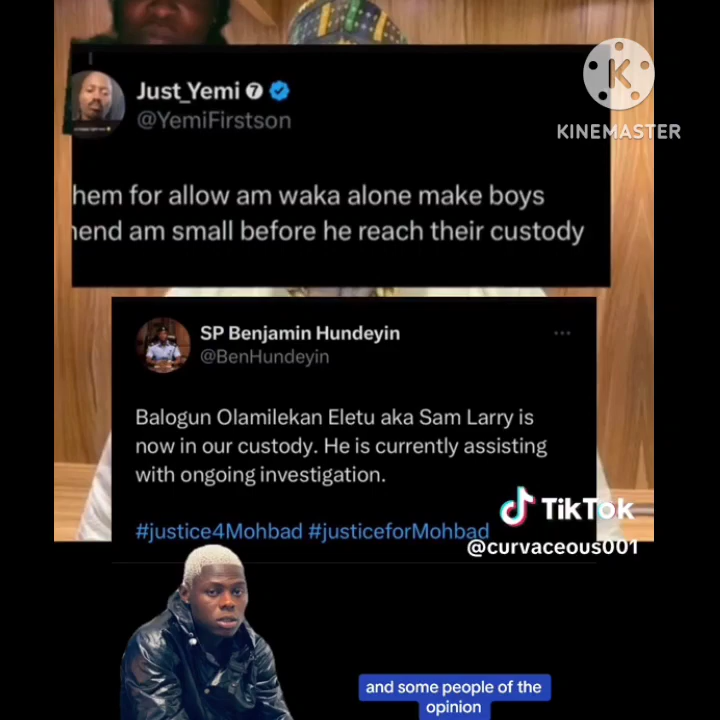 Just_Yemi 7
@YemiFirstson
K
KINEMASTER
hem for allow am waka alone make boys
end am small before he reach their custody
SP Benjamin Hundeyin
@BenHundeyin
Balogun Olamilekan Eletu aka Sam Larry is
now in our custody. He is currently assisting
with ongoing investigation.
#justice4Mohbad #justiceforMohbad
TikTok
@curvaceous001
and some people of the
opinion